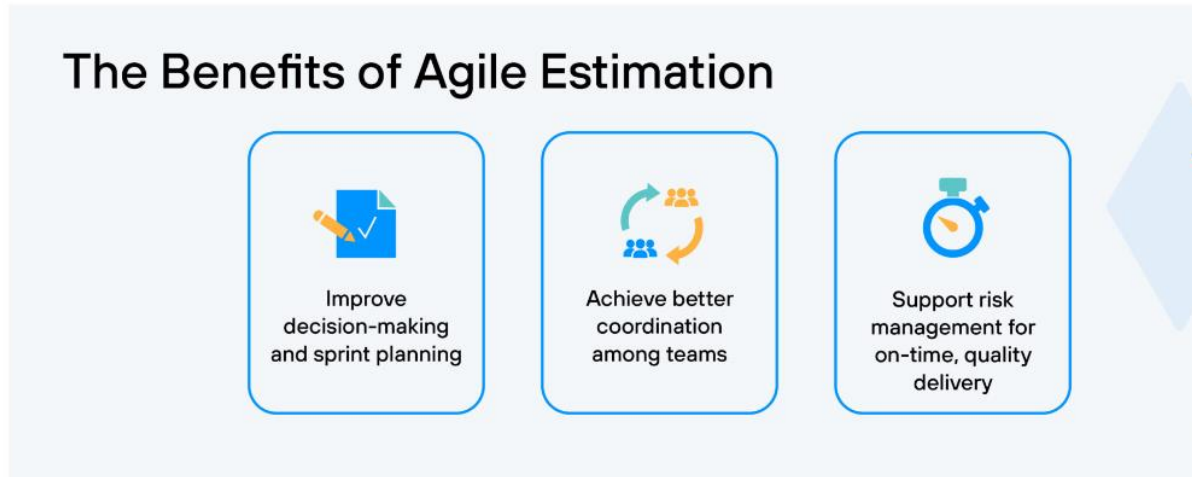 The Benefits of Agile Estimation
Improve
decision-making
and sprint planning
Achieve better
coordination
among teams
Support risk
management for
on-time, quality
delivery